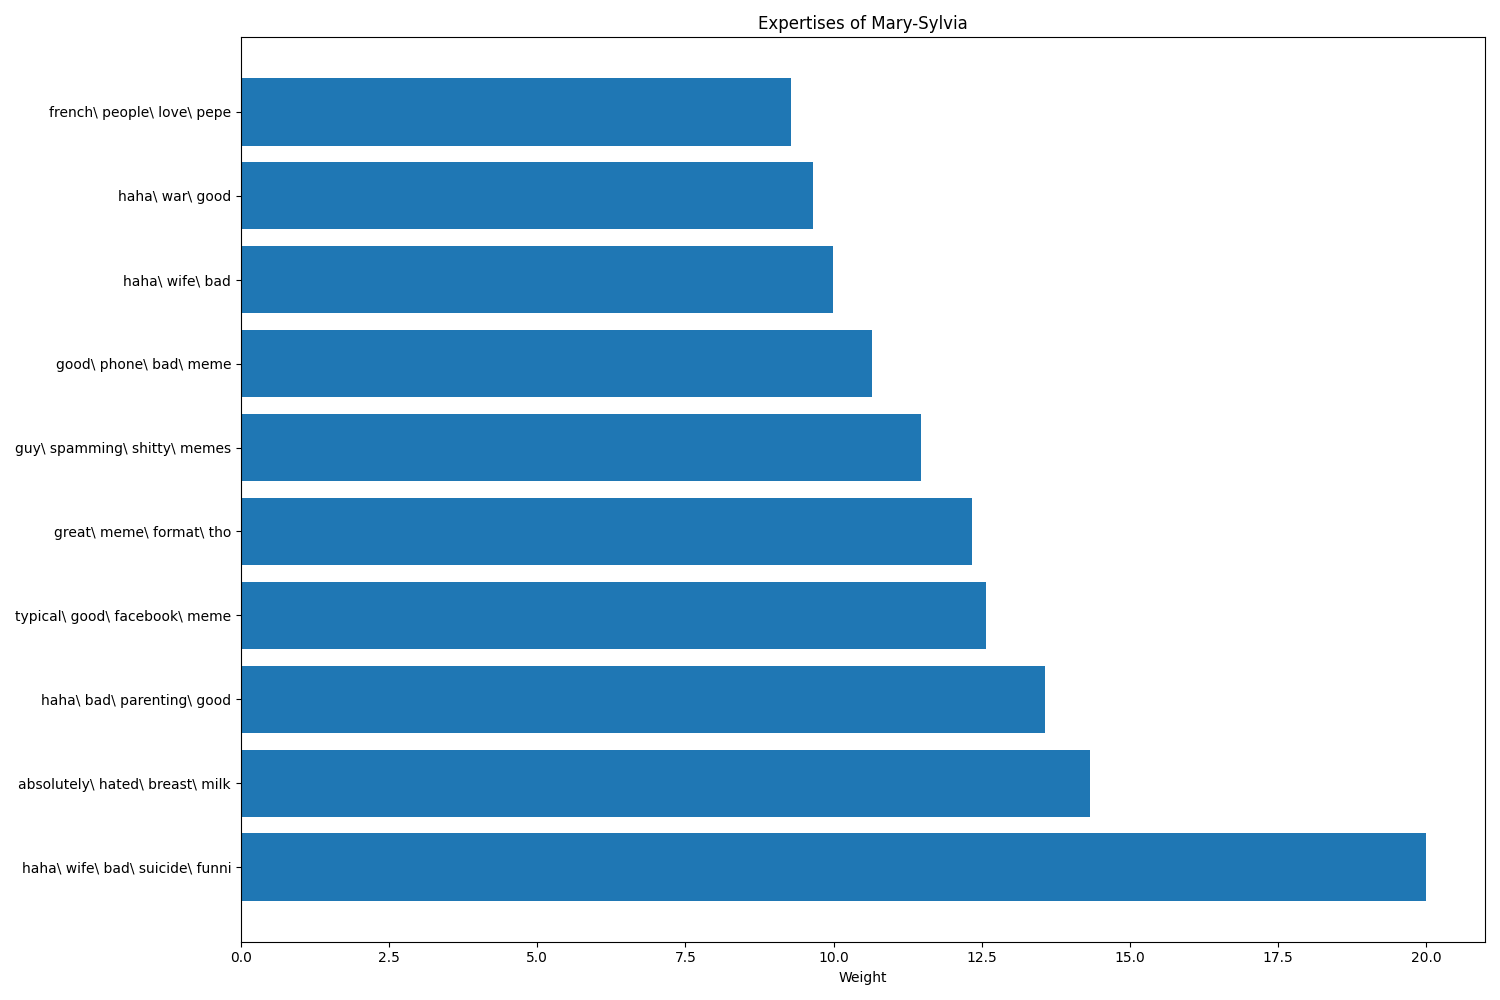 Expertises of Mary-Sylvia
french\ people\ love\ pepe
haha\ war\ good
haha\ wife\ bad
good\ phone\ bad\ meme
guy\ spamming\ shitty\ memes
great\ meme\ format\ tho
typical\ good\ facebook\ meme
haha\ bad\ parenting\ good
absolutely\ hated\ breast\ milk
haha\ wife\ bad\ suicide\ funni
0.0 2.5 5.0 7.5 10.0 12.5 15.0 17.5 20.0
Weight